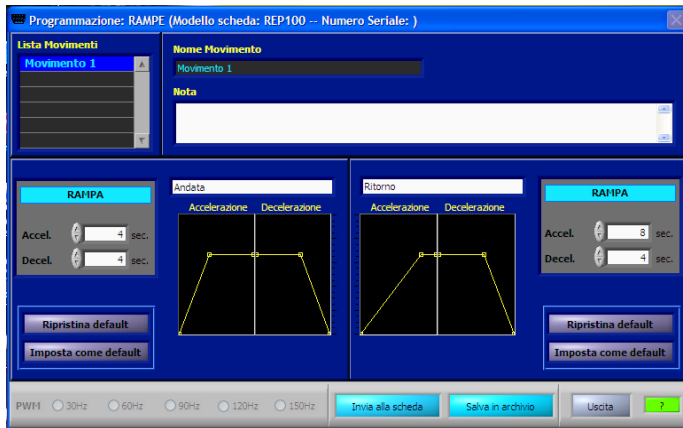 Programmazione: RAMPE (Modello scheda: REP100 -- Numero Seriale: )
Lista Movimenti
Movimento 1
Nome Movimento
Movimento 1
Nota
RAMPA
Accel. 4 sec.
Decel. 4 sec.
Ripristina default
Imposta come default
Andata
Accelerazione Decelerazione
Ritorno
Accelerazione Decelerazione
RAMPA
Accel. 8 sec.
Decel. 4 sec.
Ripristina default
Imposta come default
PWM 30Hz 60Hz 90Hz 120Hz 150Hz Invia alla scheda Salva in archivio Uscita ?